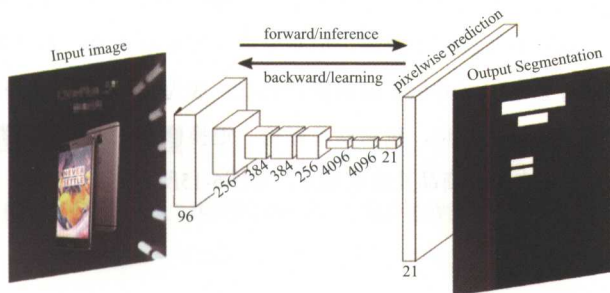 forward/inference
backward/learning
Input image
pixelwise prediction
Output Segmentation
96
256
384
384
256
4096
4096
21
21